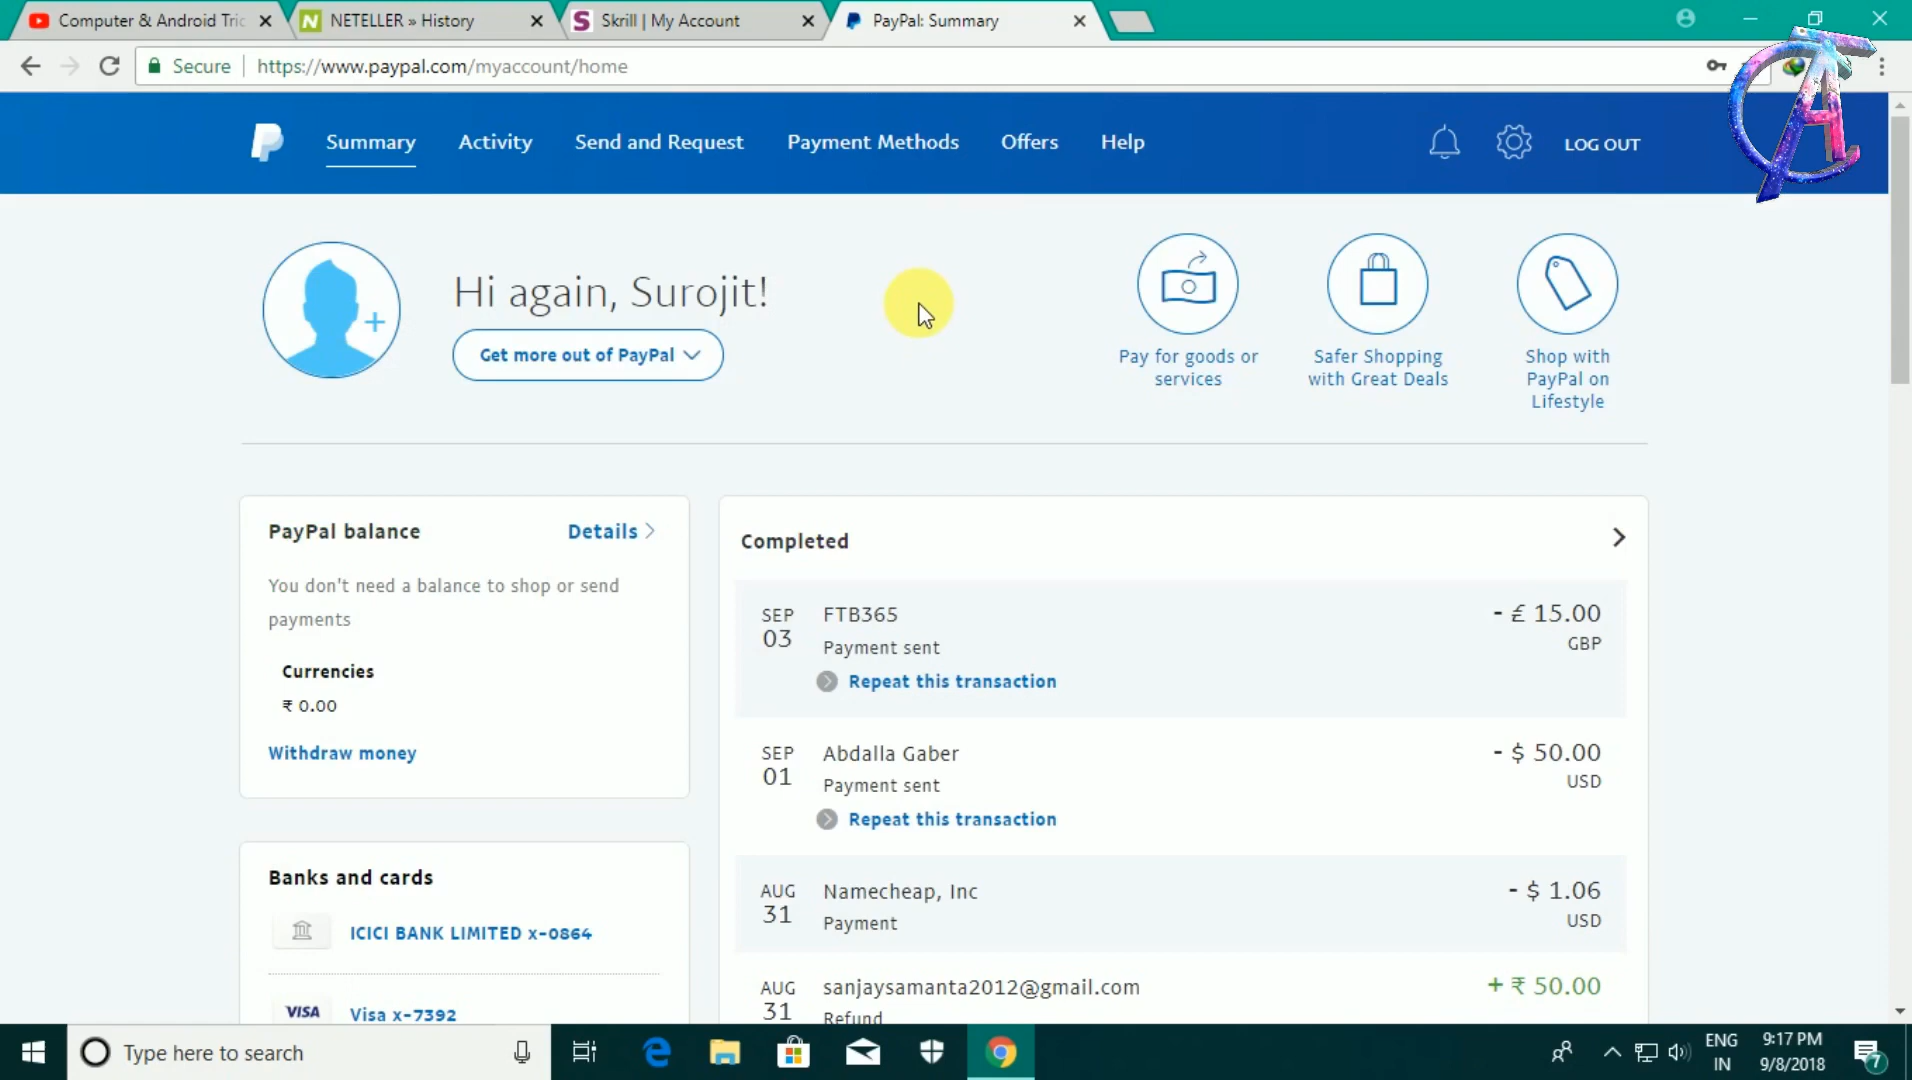 Computer & Android Tric
NETELLER » History
Skrill | My Account
PayPal: Summary
Secure
https://www.paypal.com/myaccount/home
Summary
Activity
Send and Request
Payment Methods
Offers
Help
LOG OUT
Hi again, Surojit!
Get more out of PayPal
Pay for goods or
services
Safer Shopping
with Great Deals
Shop with
PayPal on
Lifestyle
PayPal balance
Details
You don't need a balance to shop or send
payments
Currencies
₹ 0.00
Withdraw money
Banks and cards
ICICI BANK LIMITED x-0864
VISA
Visa x-7392
Completed
SEP
03
FTB365
- £ 15.00
Payment sent
GBP
Repeat this transaction
SEP
01
Abdalla Gaber
- $ 50.00
Payment sent
USD
Repeat this transaction
AUG
31
Namecheap, Inc
- $ 1.06
Payment
USD
AUG
31
sanjaysamanta2012@gmail.com
+ ₹ 50.00
Refund
Type here to search
ENG
IN
9:17 PM
9/8/2018
7